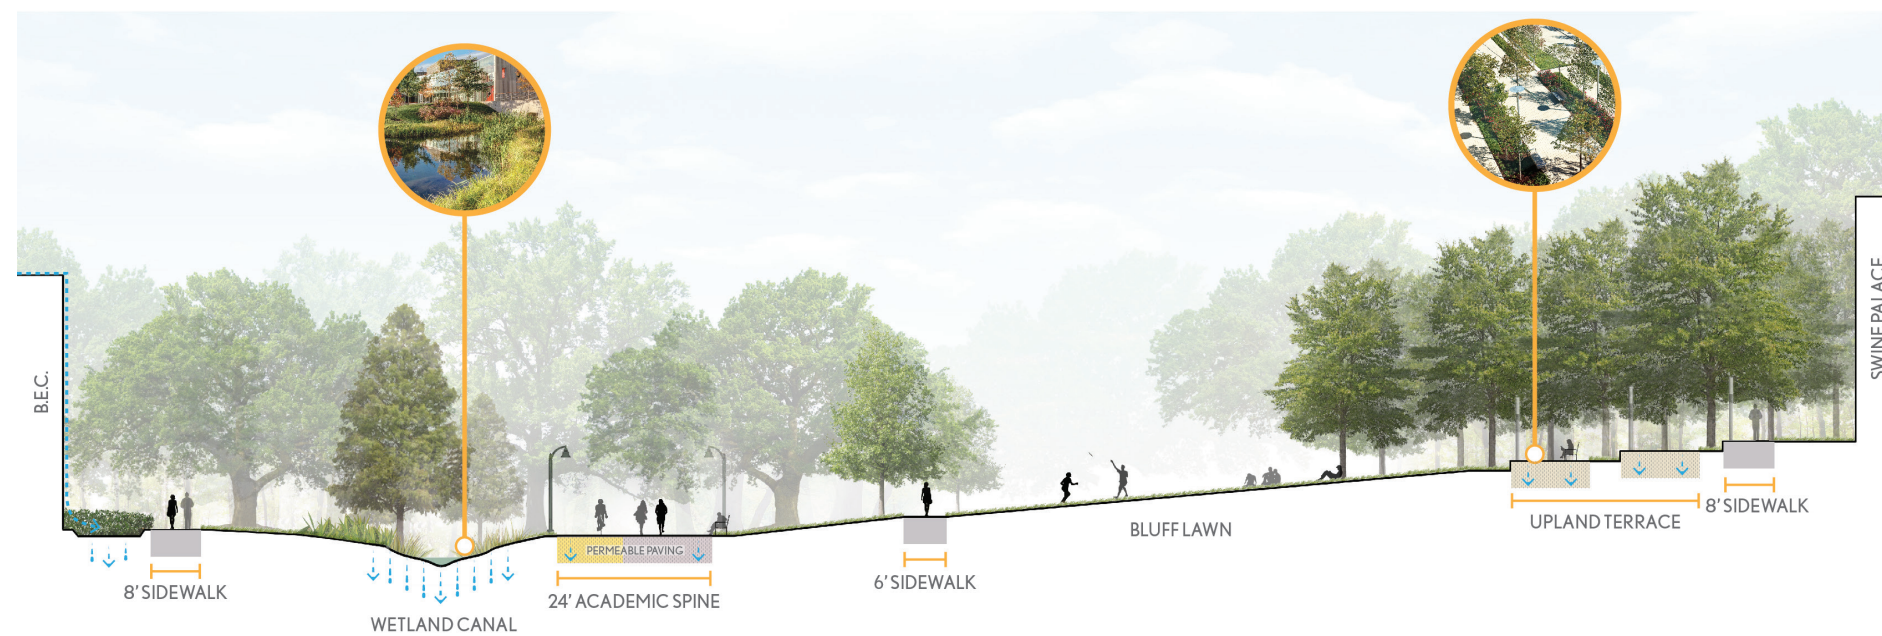 B.E.C.
8' SIDEWALK
WETLAND CANAL
PERMEABLE PAVING
24' ACADEMIC SPINE
6' SIDEWALK
BLUFF LAWN
UPLAND TERRACE
8' SIDEWALK
SWINE PALACE